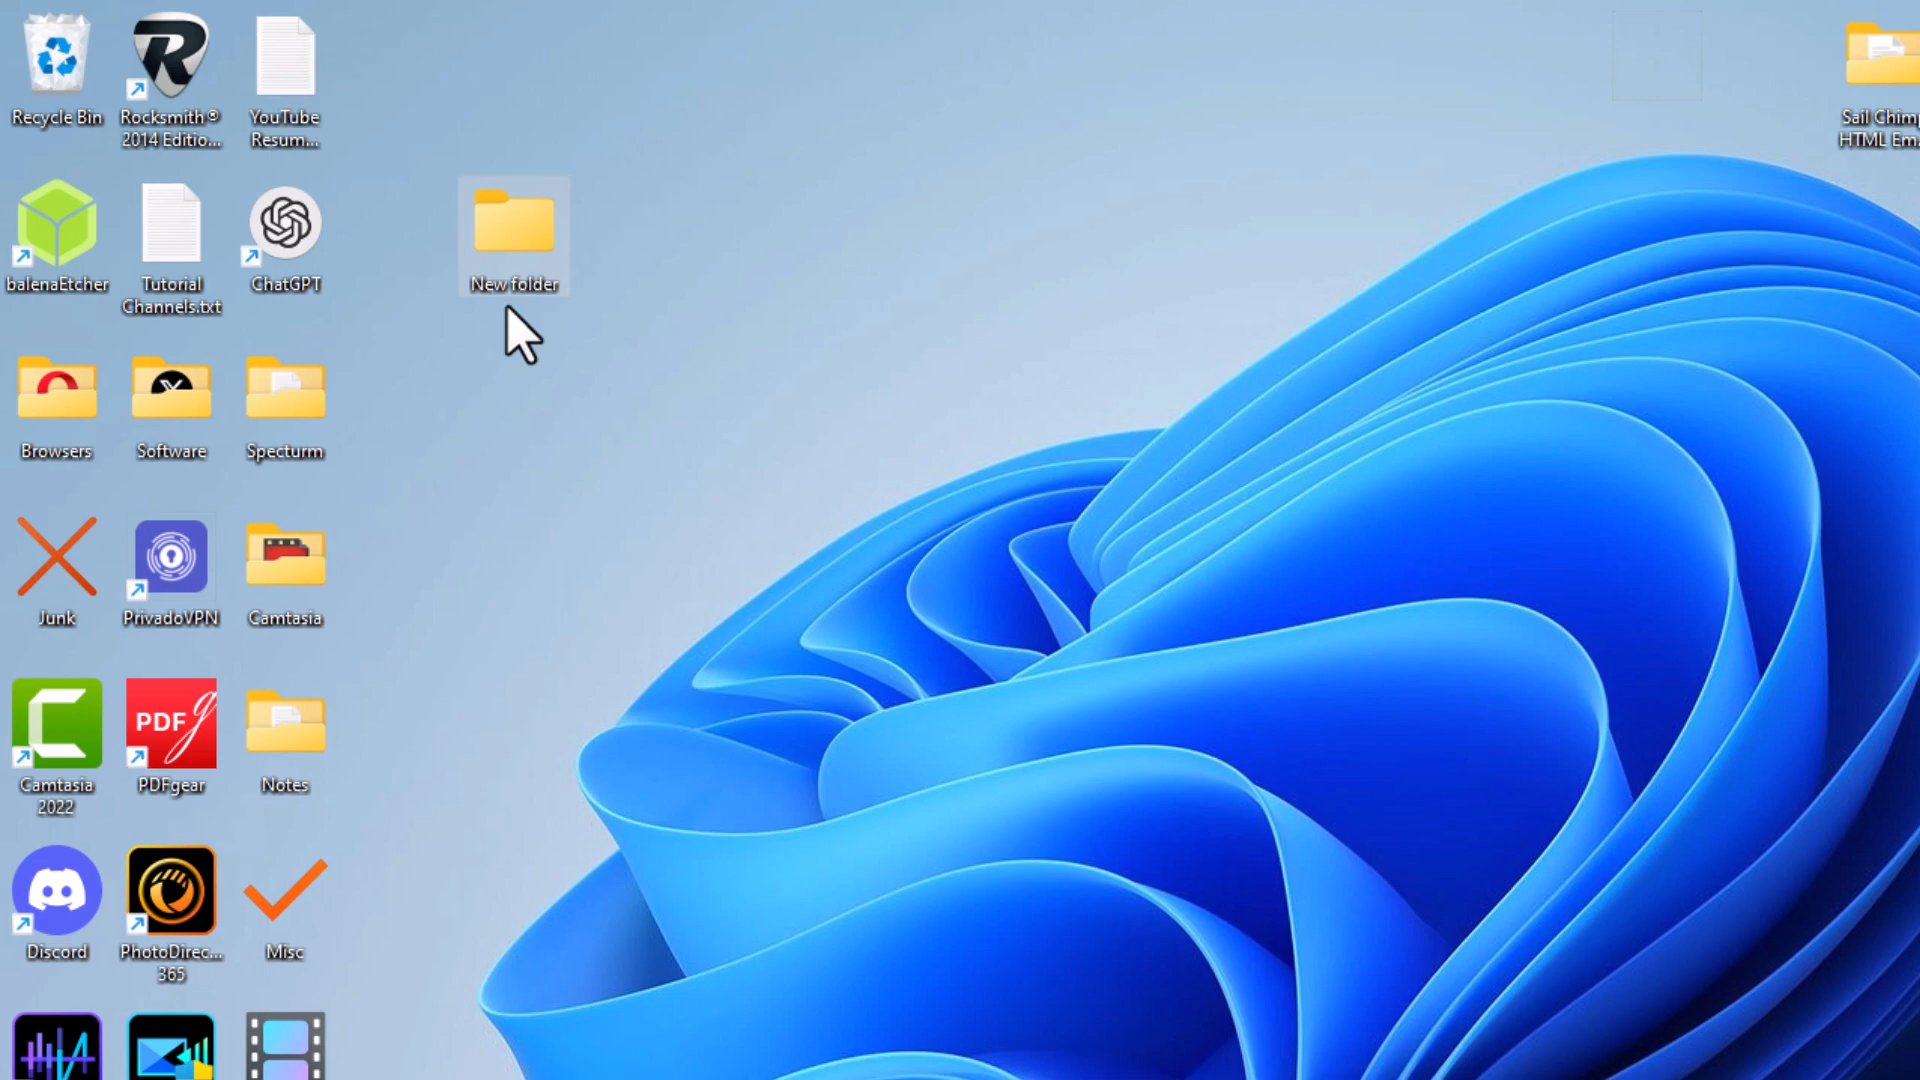 Recycle Bin
Rocksmith®
2014 Editio...
YouTube
Resum...
Sail Chim
HTML Em
balenaEtcher
Tutorial
Channels.txt
ChatGPT
New folder
Browsers
Software
Specturm
Junk
PrivadoVPN
Camtasia
PDF g
Camtasia
2022
PDFgear
Notes
Discord
PhotoDirec...
365
Misc